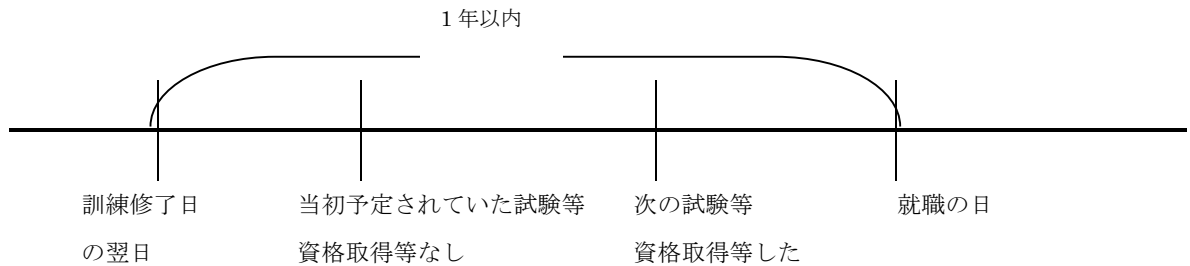 １年以内
訓練修了日
の翌日
当初予定されていた試験等
資格取得等なし
次の試験等
資格取得等した
就職の日